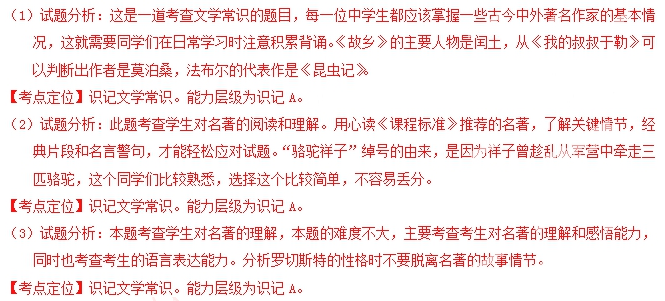 （1）试题分析：这是一道考查文学常识的题目，每一位中学生都应该掌握一些古今中外著名作家的基本情
况，这就需要同学们在日常学习时注意积累背诵。《故乡》的主要人物是闰土，从《我的叔叔于勒》可
以判断出作者是莫泊桑，法布尔的代表作是《昆虫记》。
【考点定位】识记文学常识。能力层级为识记 A。
（2）试题分析：此题考查学生对名著的阅读和理解。用心读《课程标准》推荐的名著，了解关键情节，经
典片段和名言警句，才能轻松应对试题。“骆驼祥子”绰号的由来，是因为祥子曾趁乱从军营中牵走三
匹骆驼，这个同学们比较熟悉，选择这个比较简单，不容易丢分。
【考点定位】识记文学常识。能力层级为识记 A。
（3）试题分析：本题考查学生对名著的理解，本题的难度不大，主要考查考生对名著的理解和感悟能力，
同时也考查考生的语言表达能力。分析罗切斯特的性格时不要脱离名著的故事情节。
【考点定位】识记文学常识。能力层级为识记 A。